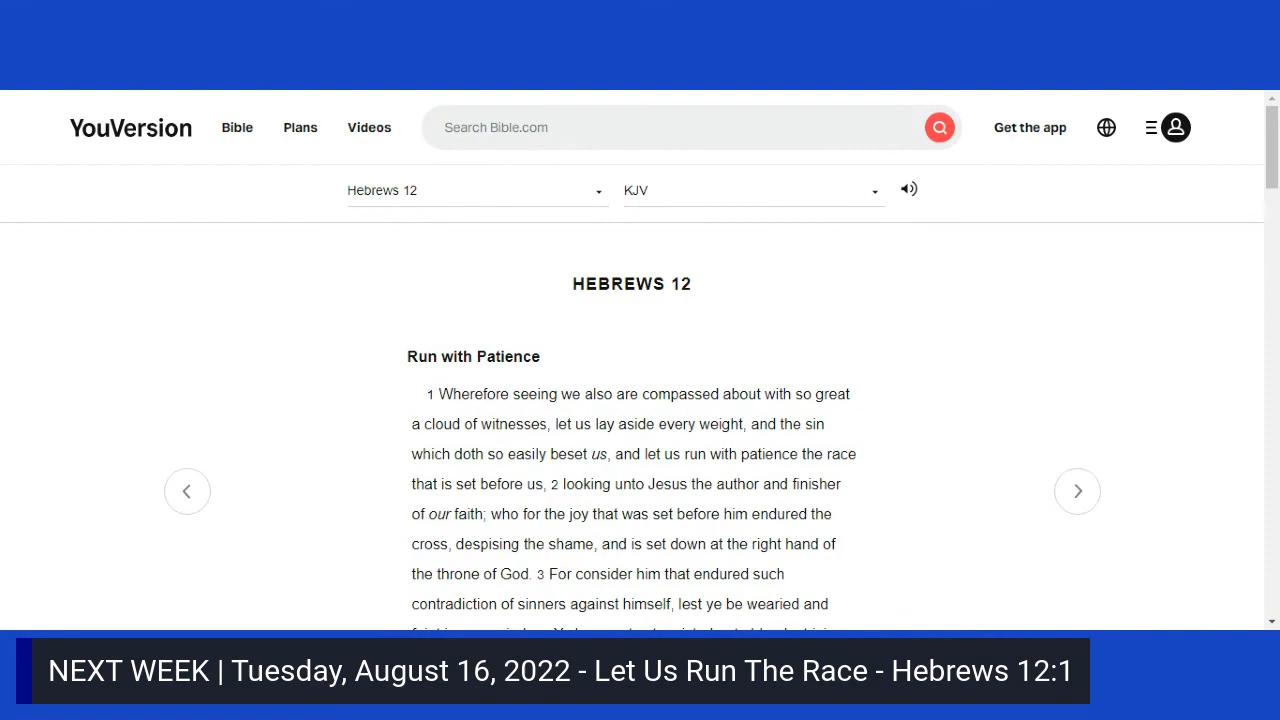 YouVersion Bible Plans Videos Search Bible.com Get the app
Hebrews 12 KJV
HEBREWS 12
Run with Patience
1 Wherefore seeing we also are compassed about with so great
a cloud of witnesses, let us lay aside every weight, and the sin
which doth so easily beset us, and let us run with patience the race
that is set before us, 2 looking unto Jesus the author and finisher
of our faith; who for the joy that was set before him endured the
cross, despising the shame, and is set down at the right hand of
the throne of God. 3 For consider him that endured such
contradiction of sinners against himself, lest ye be wearied and
NEXT WEEK | Tuesday, August 16, 2022 - Let Us Run The Race - Hebrews 12:1